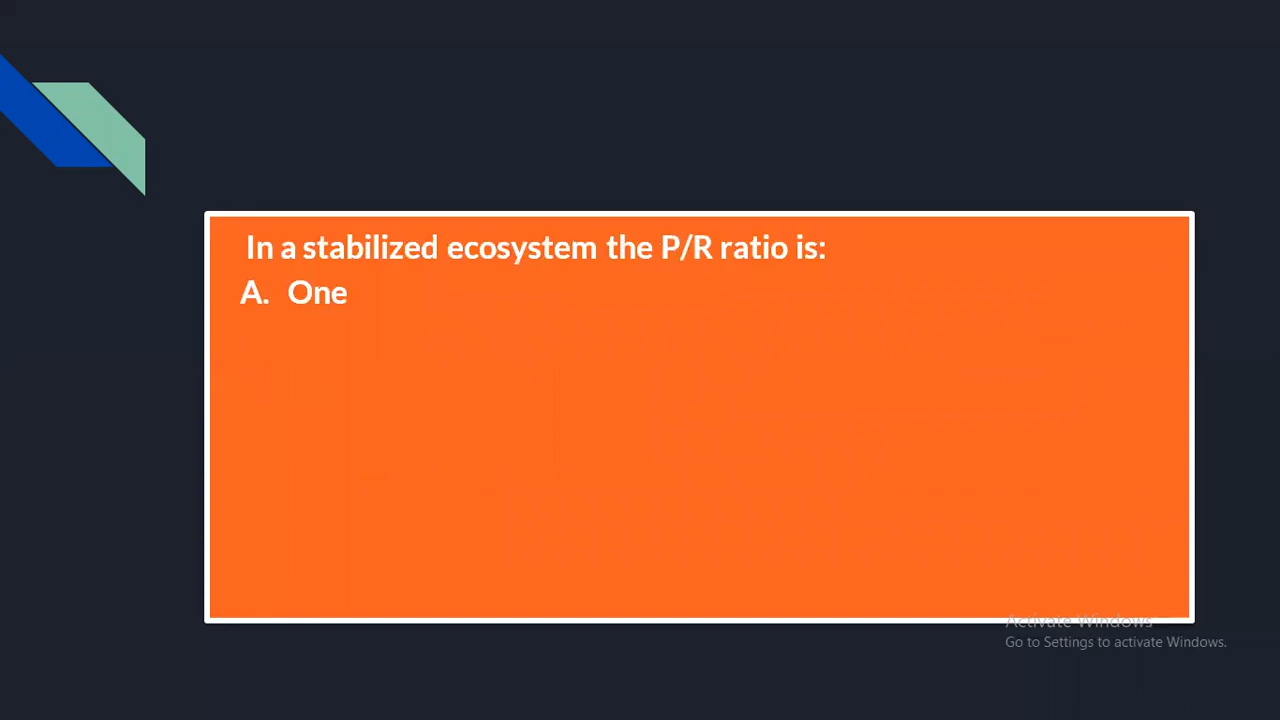 In a stabilized ecosystem the P/R ratio is:
A. One
Activate Windows
Go to Settings to activate Windows.